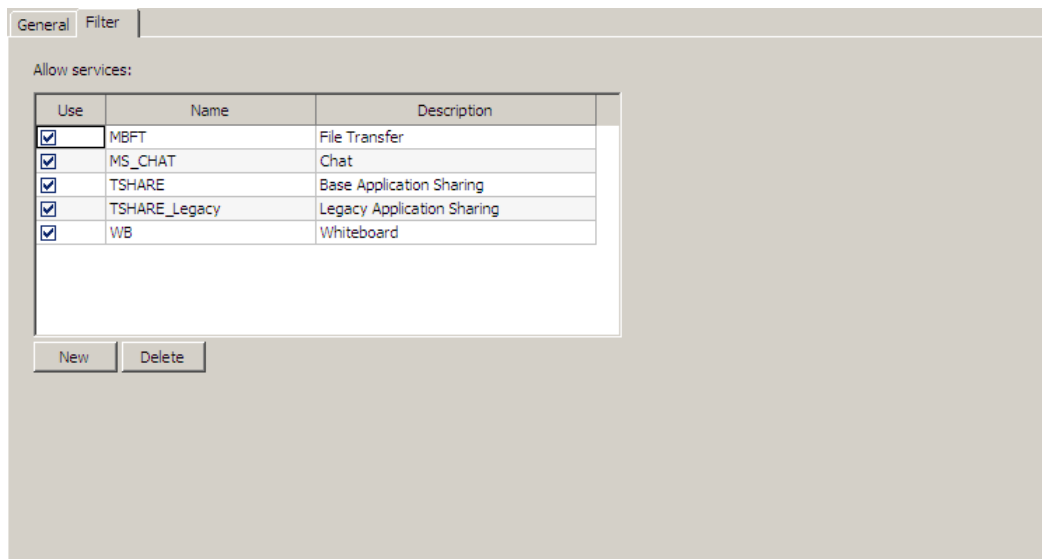 General Filter
Allow services:
Use Name Description
MBFT File Transfer
MS_CHAT Chat
TSHARE Base Application Sharing
TSHARE_Legacy Legacy Application Sharing
WB Whiteboard
New Delete